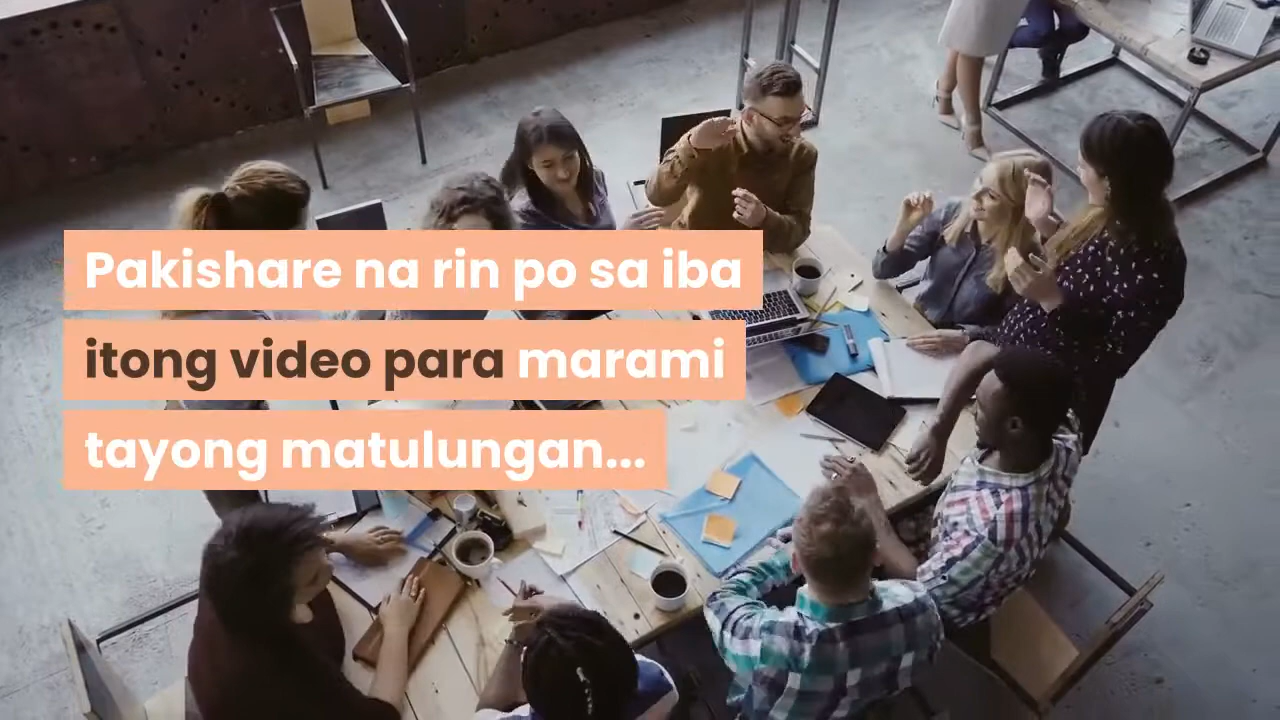 Pakishare na rin po sa iba
itong video para marami
tayong matulungan...